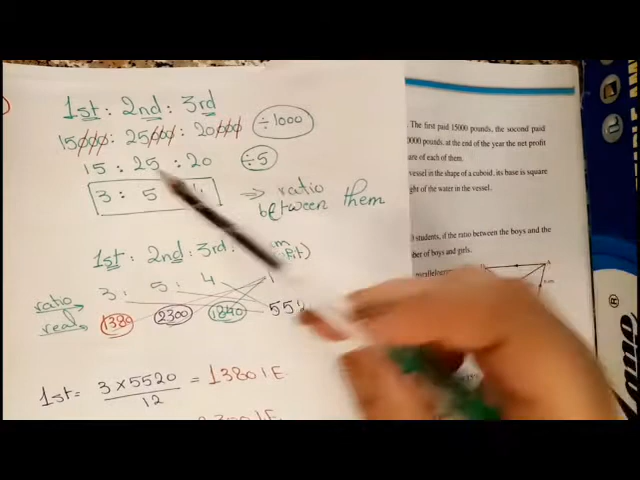 1st : 2nd : 3rd
15000 : 25000 : 20000 ÷1000
15 : 25 : 20 ÷5
3 : 5 4 => ratio
between them
1st : 2nd : 3rd :
ratio 3 : 5 : 4
real 1380 2300 1840 552
1st = 3 × 5520 / 12 = 1380 LE
The first paid 15000 pounds, the second paid
0000 pounds, at the end of the year the net profit
are of each of them.
vessel in the shape of a cuboid, its base is square
ght of the water in the vessel.
students, if the ratio between the boys and the
ber of boys and girls.
A